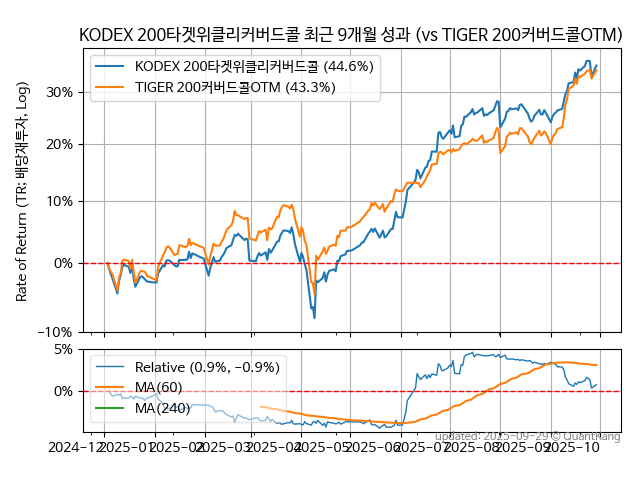 KODEX 200타겟위클리커버드콜 최근 9개월 성과 (vs TIGER 200커버드콜OTM)
Rate of Return (TR: 배당재투자, Log)
KODEX 200타겟위클리커버드콜 (44.6%)
TIGER 200커버드콜OTM (43.3%)
30%
20%
10%
0%
−10%
5%
0%
Relative (0.9%, −0.9%)
MA(60)
MA(240)
updated: 2025-09-29 © Quantkang
2024-12
2025-01
2025-02
2025-03
2025-04
2025-05
2025-06
2025-07
2025-08
2025-09
2025-10